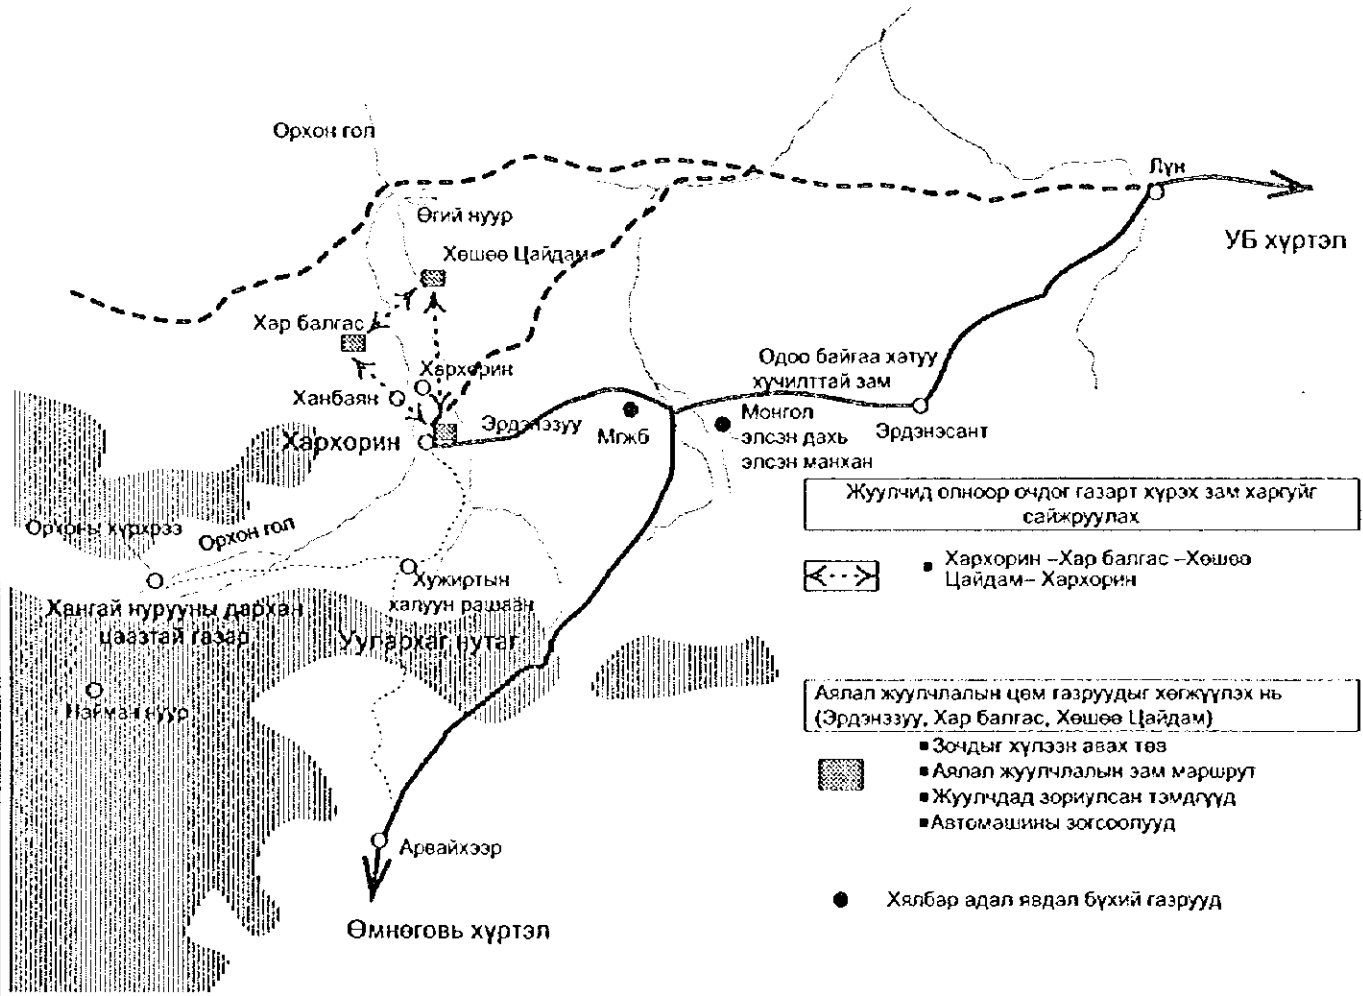 Орхон гол
Лүн
Өгий нуур
УБ хүртэл
Хөшөө Цайдам
Хар балгас
Одоо байгаа хатуу
хучилттай зам
Хархорин
Ханбаян
Эрдэнэзуу
Мгжб
Монгол
элсэн дахь
элсэн манхан
Эрдэнэсант
Хархорин
Жуулчид олноор очдог газарт хүрэх зам харгуйг
сайжруулах
Орхоны хүрхрээ
Орхон гол
Хархорин –Хар балгас –Хөшөө
Цайдам– Хархорин
Хужиртын
халуун рашаан
Хангай нурууны дархан
цаазтай газар
Уулархаг нутаг
Найман нуур
Аялал жуулчлалын цөм газруудыг хөгжүүлэх нь
(Эрдэнэзуу, Хар балгас, Хөшөө Цайдам)
▪Зочдыг хүлээн авах төв
▪Аялал жуулчлалын зам маршрут
▪Жуулчдад зориулсан тэмдгүүд
▪Автомашины зогсоолууд
Арвайхээр
Хялбар адал явдал бүхий газрууд
Өмнөговь хүртэл